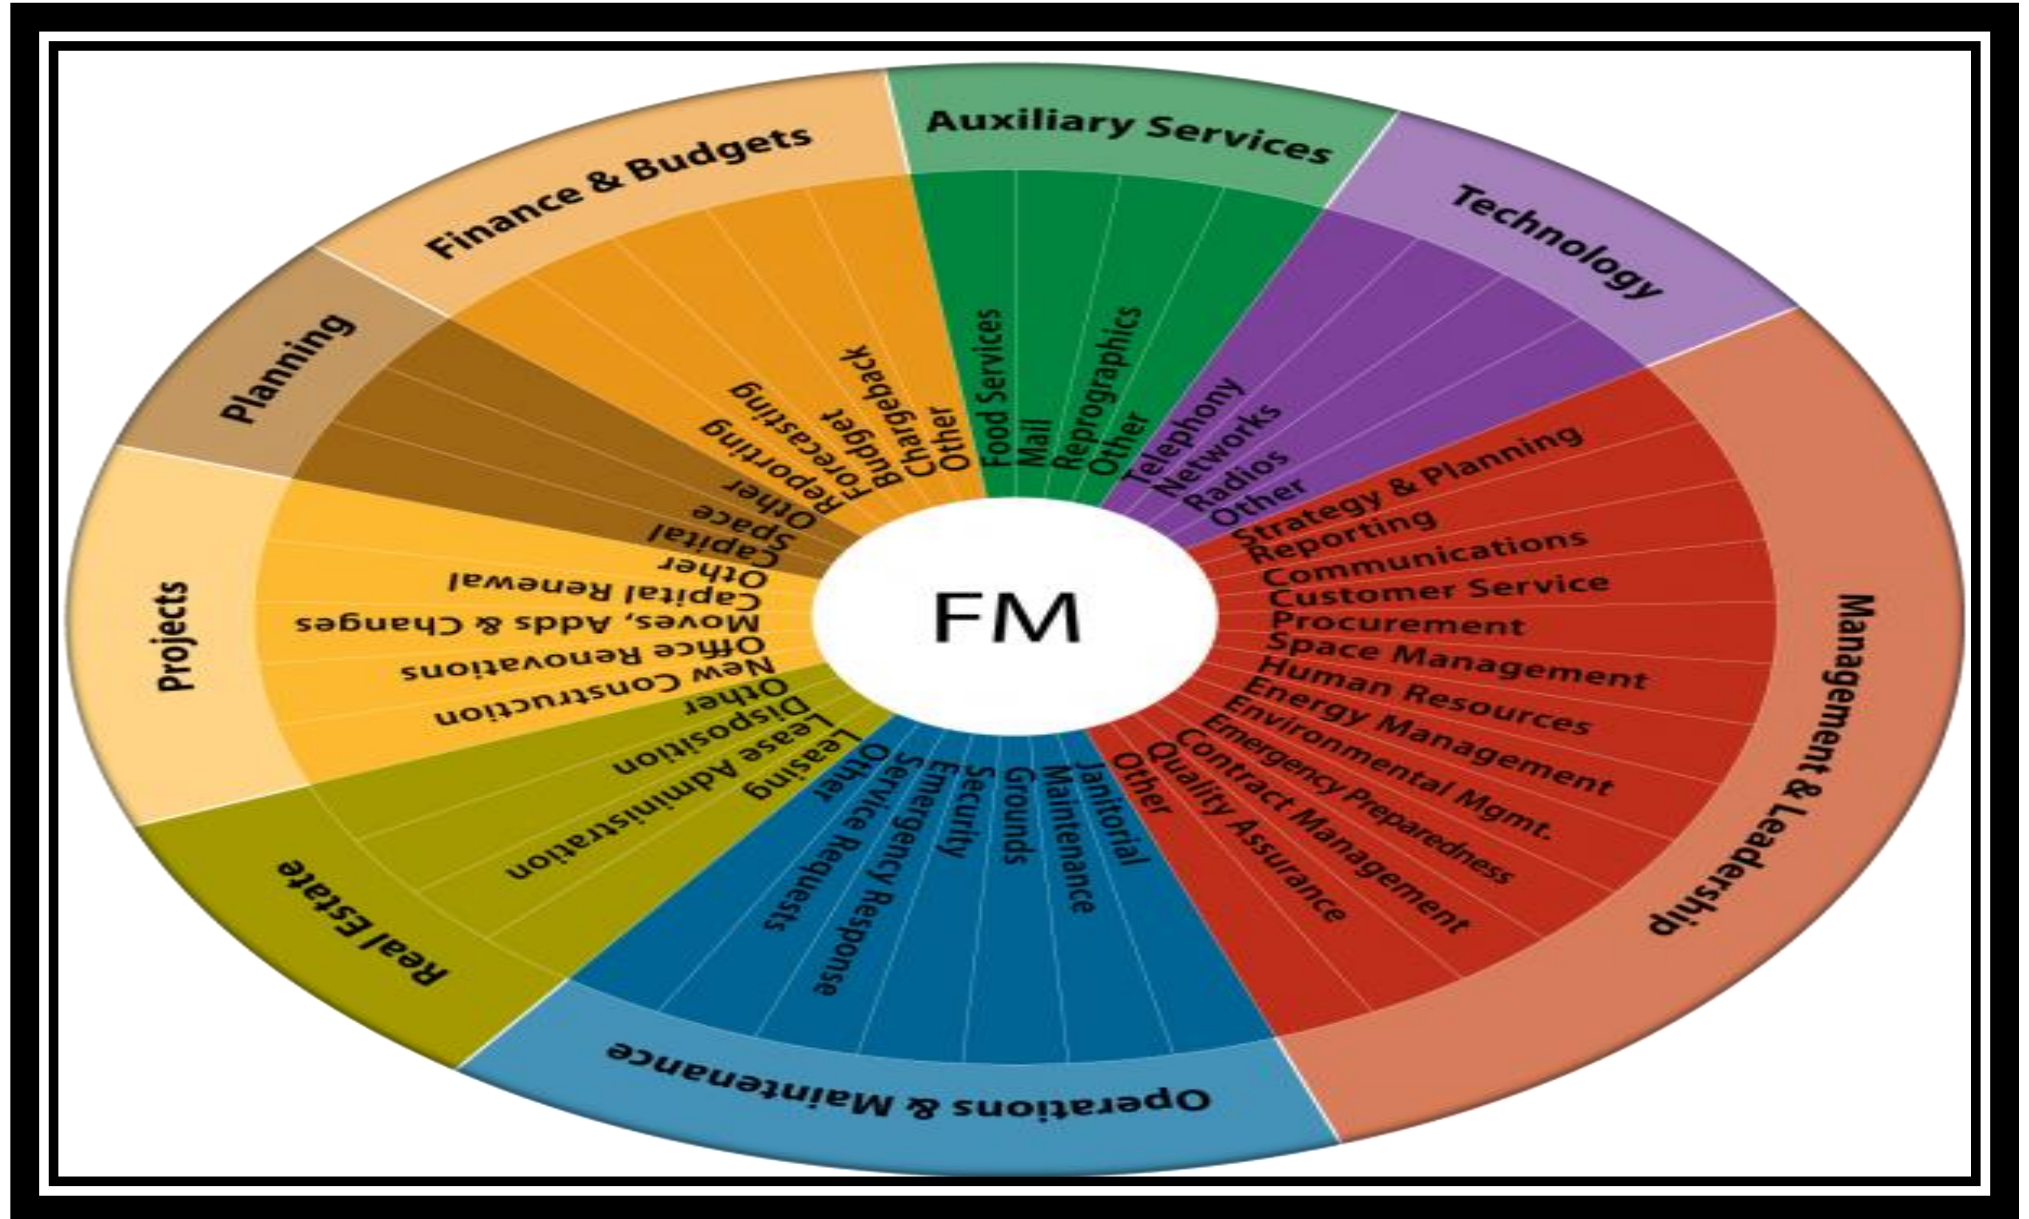 FM
Auxiliary Services
Food Services
Mail
Reprographics
Other
Technology
Telephony
Networks
Radios
Other
Management & Leadership
Strategy & Planning
Reporting
Communications
Customer Service
Procurement
Space Management
Human Resources
Energy Management
Environmental Mgmt.
Emergency Preparedness
Contract Management
Quality Assurance
Other
Operations & Maintenance
Janitorial
Maintenance
Grounds
Security
Emergency Response
Service Requests
Other
Real Estate
Leasing
Lease Administration
Disposition
Other
Projects
New Construction
Office Renovations
Moves, Adds & Changes
Capital Renewal
Other
Planning
Capital
Space
Other
Finance & Budgets
Reporting
Forecasting
Budget
Chargeback
Other